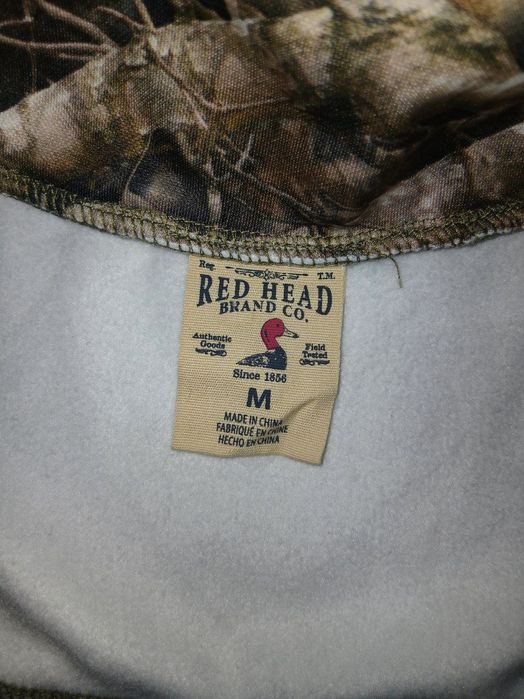 Reg. T.M.
RED HEAD
BRAND CO.
Authentic Goods
Field Tested
Since 1856
M
MADE IN CHINA
FABRIQUÉ EN CHINE
HECHO EN CHINA